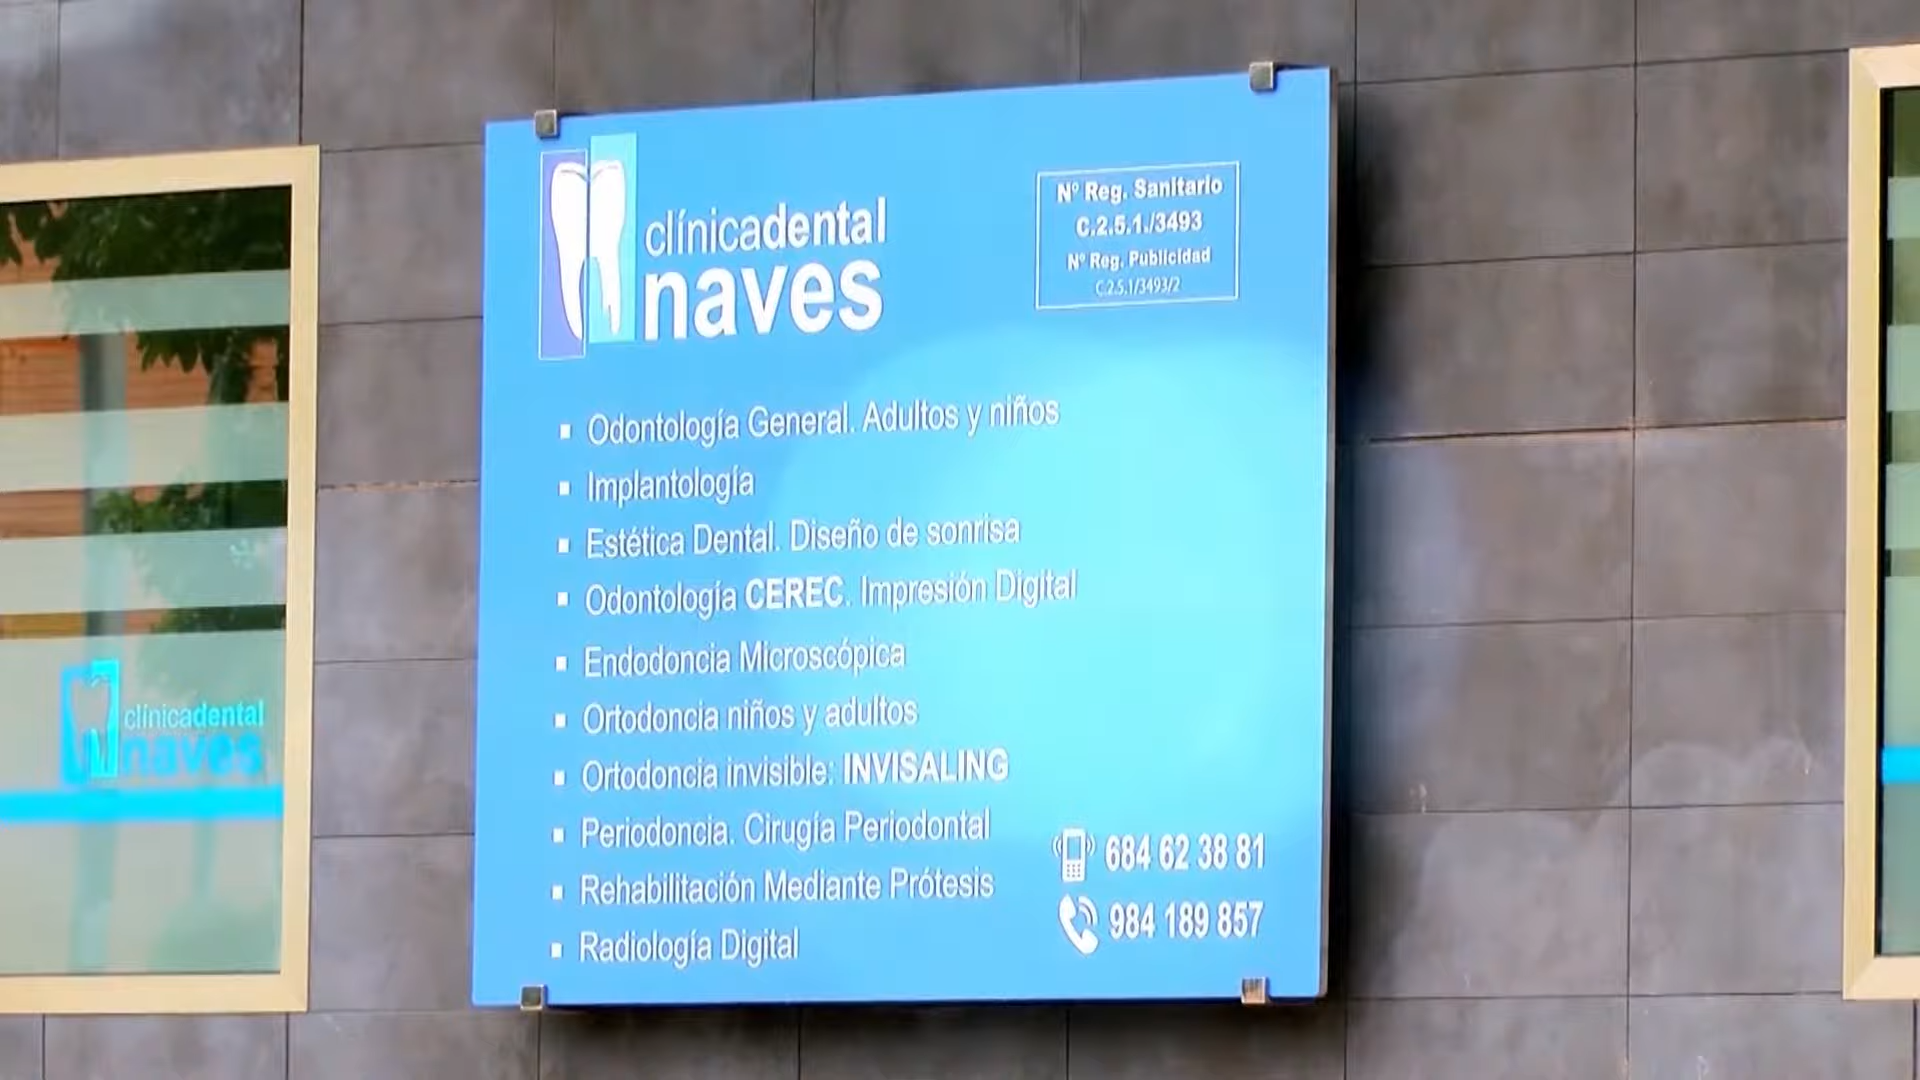 clínicadental
naves
Nº Reg. Sanitario
C.2.5.1./3493
Nº Reg. Publicidad
C.2.5.1/3493/2
▪ Odontología General. Adultos y niños
▪ Implantología
▪ Estética Dental. Diseño de sonrisa
▪ Odontología CEREC. Impresión Digital
▪ Endodoncia Microscópica
▪ Ortodoncia niños y adultos
▪ Ortodoncia invisible: INVISALING
▪ Periodoncia. Cirugía Periodontal
▪ Rehabilitación Mediante Prótesis
▪ Radiología Digital
684 62 38 81
984 189 857
clínicadental
naves